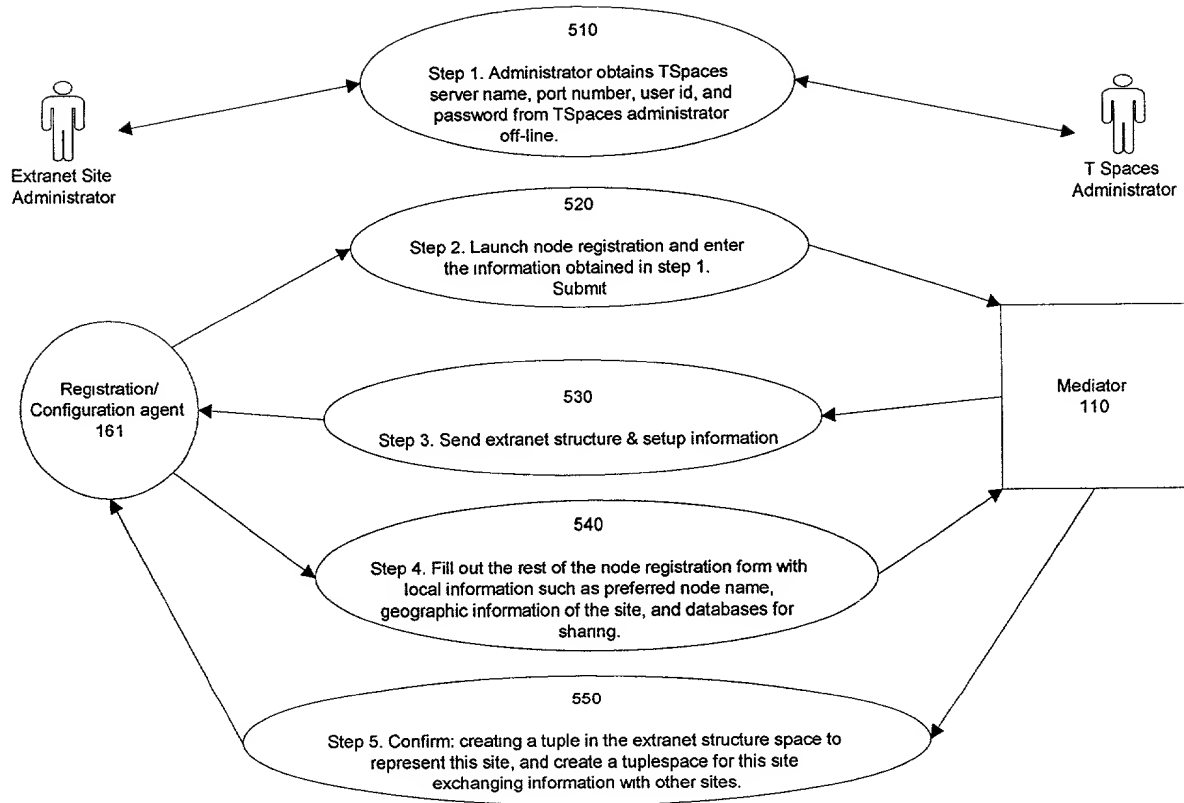 510
Step 1. Administrator obtains TSpaces
server name, port number, user id, and
password from TSpaces administrator
off-line.
Extranet Site
Administrator
T Spaces
Administrator
520
Step 2. Launch node registration and enter
the information obtained in step 1.
Submit
Registration/
Configuration agent
161
Mediator
110
530
Step 3. Send extranet structure & setup information
540
Step 4. Fill out the rest of the node registration form with
local information such as preferred node name,
geographic information of the site, and databases for
sharing.
550
Step 5. Confirm: creating a tuple in the extranet structure space to
represent this site, and create a tuplespace for this site
exchanging information with other sites.